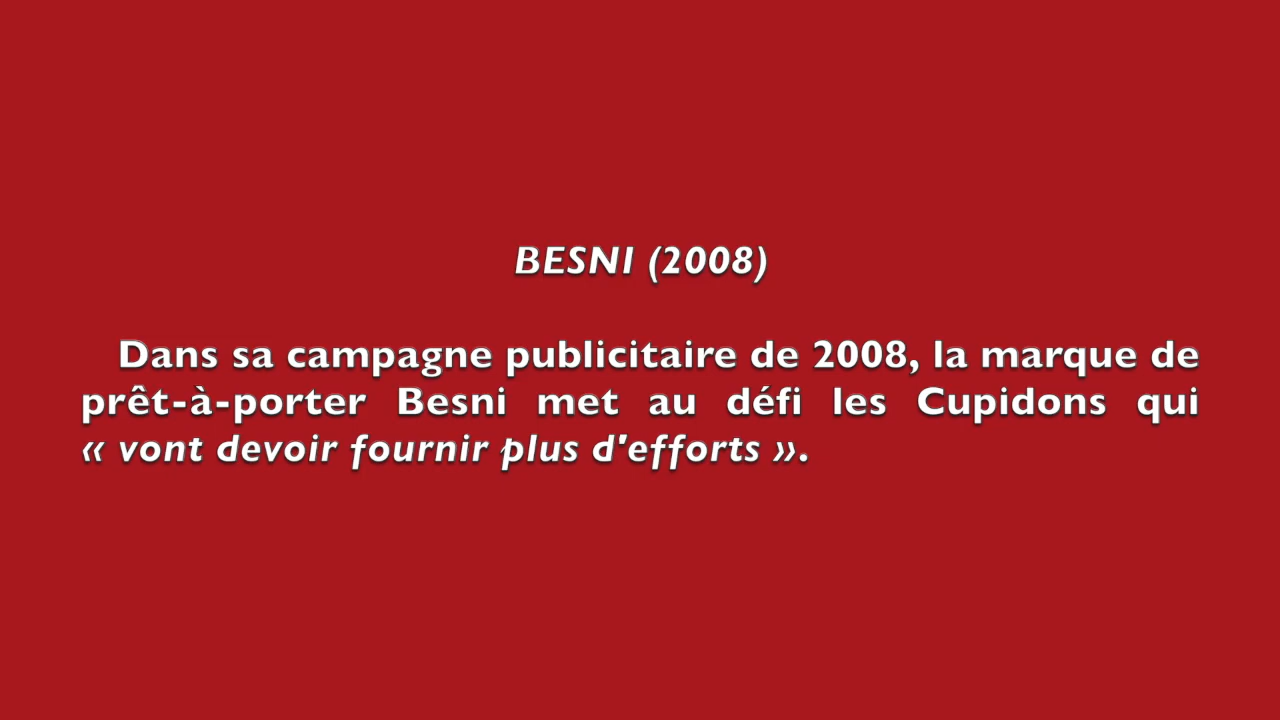 BESNI (2008)
Dans sa campagne publicitaire de 2008, la marque de
prêt-à-porter Besni met au défi les Cupidons qui
« vont devoir fournir plus d'efforts ».